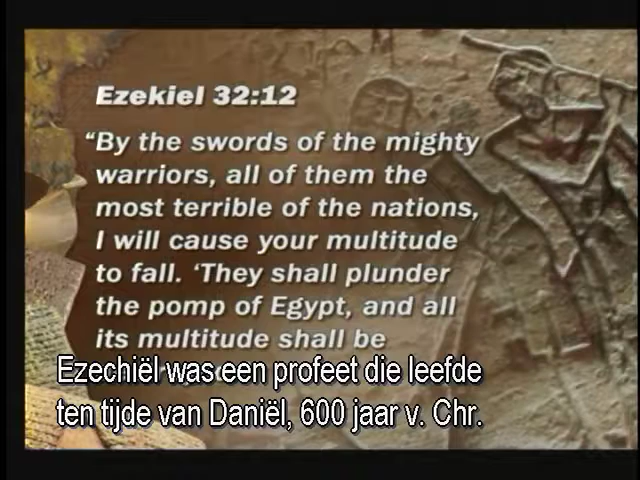 Ezekiel 32:12
“By the swords of the mighty
warriors, all of them the
most terrible of the nations,
I will cause your multitude
to fall. ‘They shall plunder
the pomp of Egypt, and all
its multitude shall be
Ezechiël was een profeet die leefde
ten tijde van Daniël, 600 jaar v. Chr.